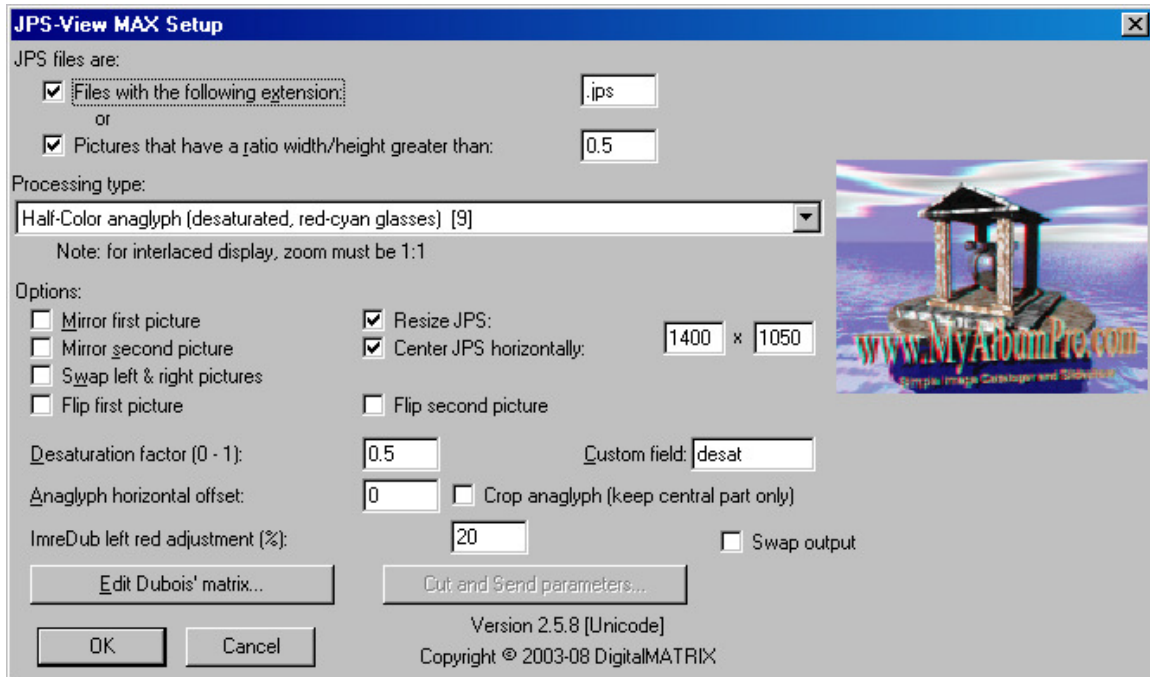 JPS-View MAX Setup
JPS files are:
Files with the following extension: .jps
or
Pictures that have a ratio width/height greater than: 0.5
Processing type:
Half-Color anaglyph (desaturated, red-cyan glasses) [9]
Note: for interlaced display, zoom must be 1:1
Options:
Mirror first picture Resize JPS: 1400 x 1050
Mirror second picture Center JPS horizontally:
Swap left & right pictures
Flip first picture Flip second picture
www.MyAlbumPro.com
Simple Image Cataloger and Slideshow
Desaturation factor (0 - 1): 0.5 Custom field: desat
Anaglyph horizontal offset: 0 Crop anaglyph (keep central part only)
ImreDub left red adjustment (%): 20 Swap output
Edit Dubois' matrix... Cut and Send parameters...
Version 2.5.8 [Unicode]
OK Cancel
Copyright © 2003-08 DigitalMATRIX